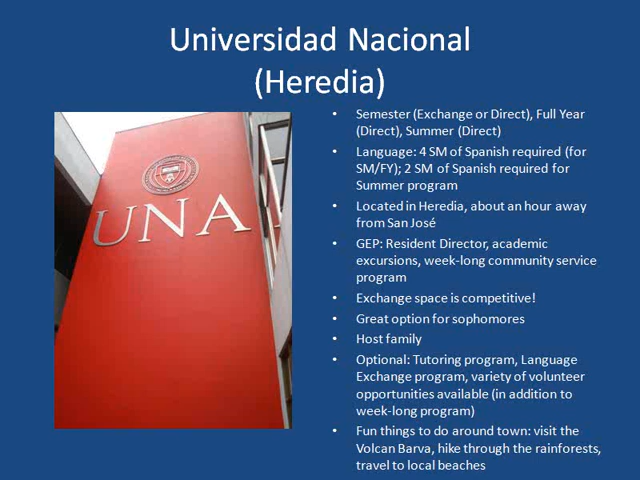 Universidad Nacional
(Heredia)
UNA
• Semester (Exchange or Direct), Full Year
(Direct), Summer (Direct)
• Language: 4 SM of Spanish required (for
SM/FY); 2 SM of Spanish required for
Summer program
• Located in Heredia, about an hour away
from San José
• GEP: Resident Director, academic
excursions, week-long community service
program
• Exchange space is competitive!
• Great option for sophomores
• Host family
• Optional: Tutoring program, Language
Exchange program, variety of volunteer
opportunities available (in addition to
week-long program)
• Fun things to do around town: visit the
Volcan Barva, hike through the rainforests,
travel to local beaches